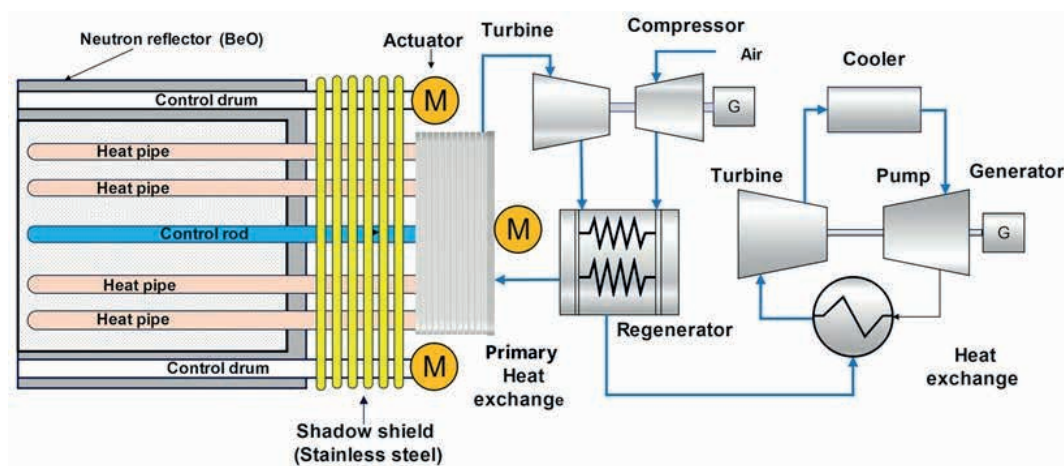 Neutron reflector (BeO)
Actuator
Turbine
Compressor
Air
Cooler
Control drum
M
G
Heat pipe
Heat pipe
Turbine
Pump
Generator
Control rod
M
G
Heat pipe
Heat pipe
Regenerator
Control drum
M
Primary
Heat
exchange
Heat
exchange
Shadow shield
(Stainless steel)